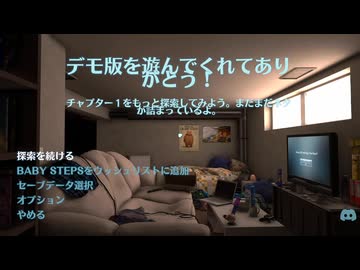 デモ版を遊んでくれてあり
がとう！
チャプター１をもっと探索してみよう。まだまだ
が詰まっているよ。
探索を続ける
BABY STEPSをウィッシュリストに追加
セーブデータ選択
オプション
やめる